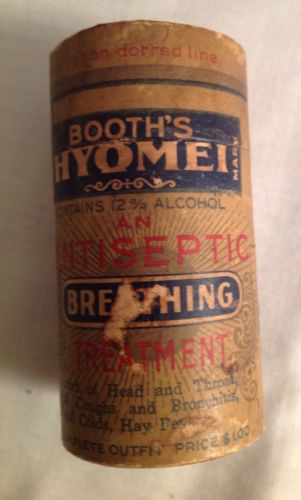 on dotted line.
BOOTH'S
HYOMEI
MARK
CONTAINS 12% ALCOHOL
AN
ANTISEPTIC
BREATHING
TREATMENT
of Head and Throat,
Coughs and Bronchitis,
Colds, Hay Fever
COMPLETE OUTFIT PRICE $1.00